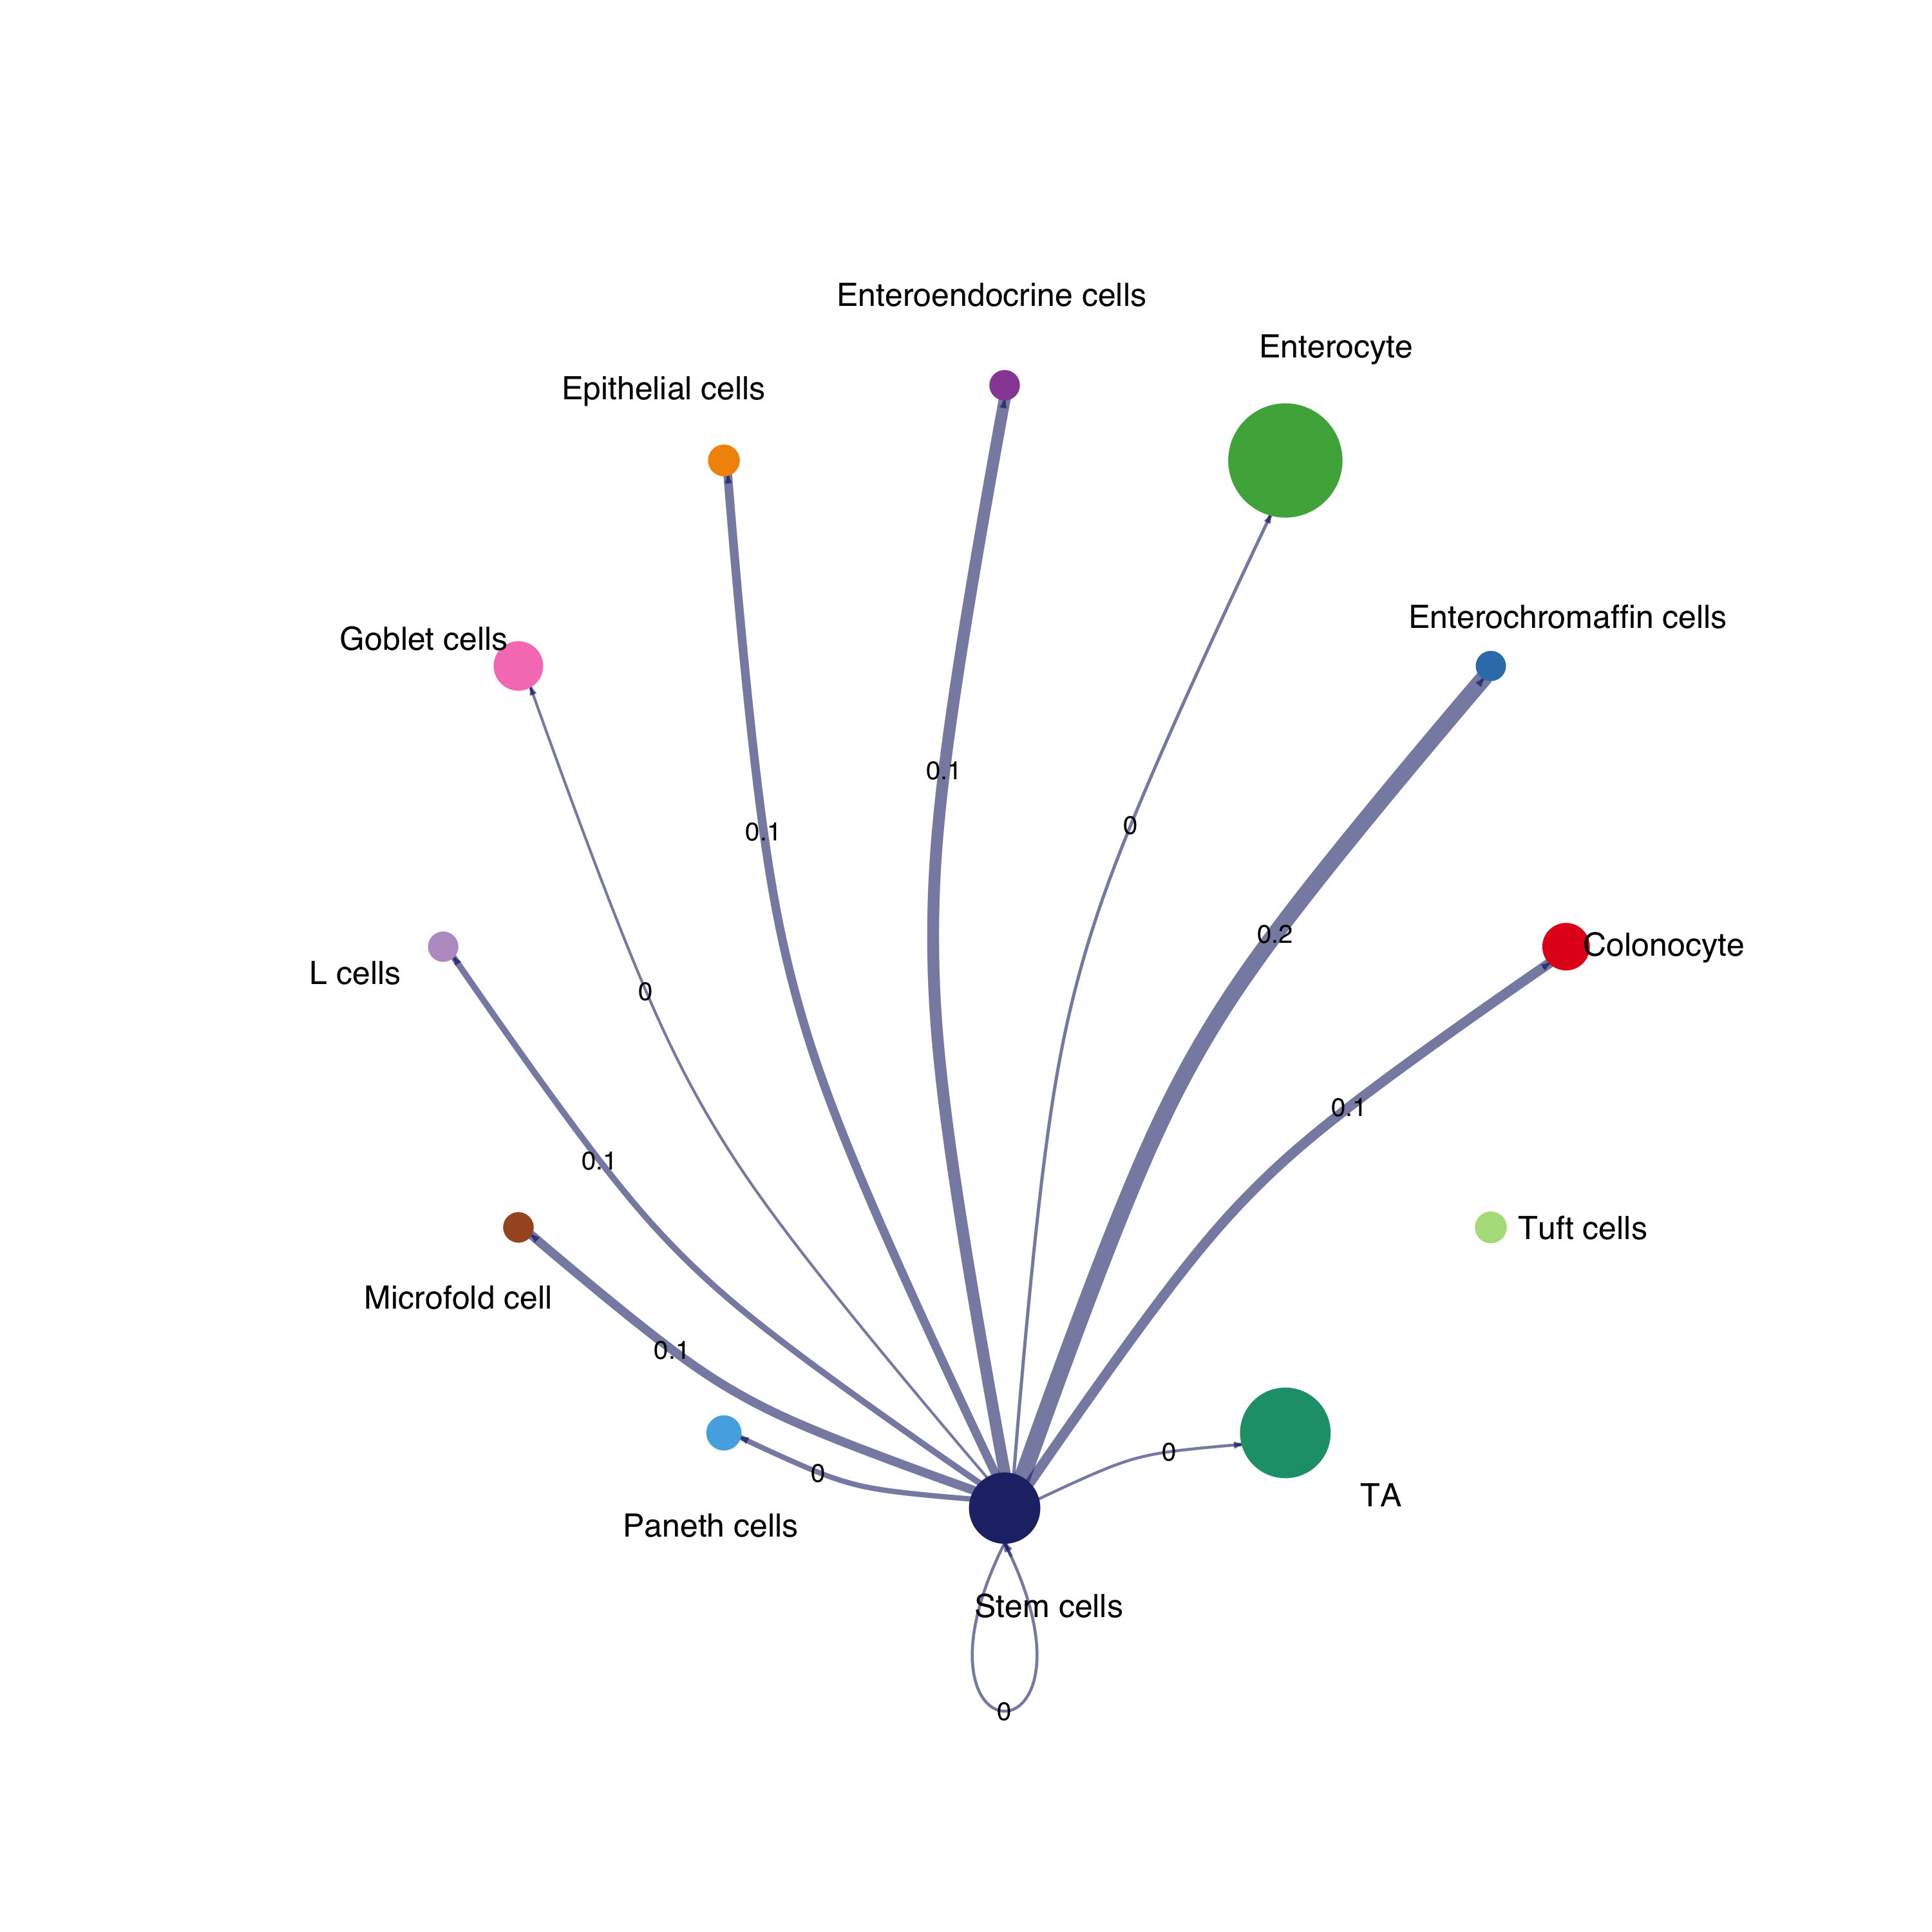 Enteroendocrine cells
Enterocyte
Epithelial cells
Enterochromaffin cells
Goblet cells
0.1
0
0.1
0.2
Colonocyte
L cells
0
0.1
0.1
Tuft cells
Microfold cell
0.1
0
0
TA
Paneth cells
Stem cells
0